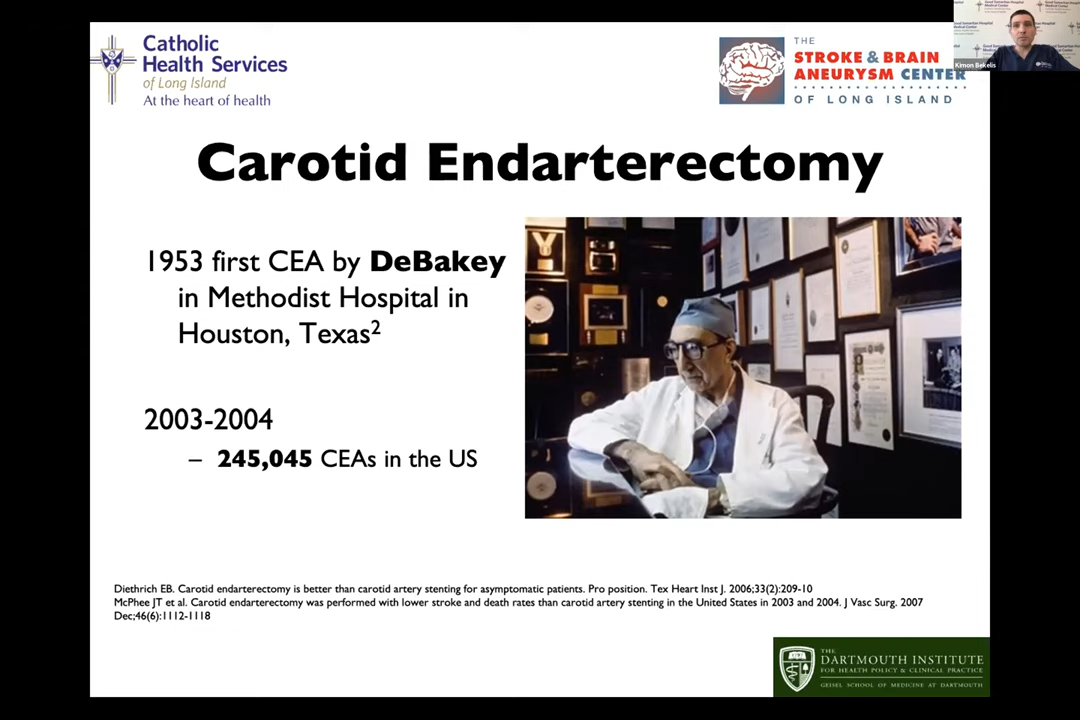 Catholic
Health Services
of Long Island
At the heart of health
THE
STROKE & BRAIN
ANEURYSM CENTER
OF LONG ISLAND
Kimon Bekelis
Carotid Endarterectomy
1953 first CEA by DeBakey
in Methodist Hospital in
Houston, Texas2
2003-2004
– 245,045 CEAs in the US
Diethrich EB. Carotid endarterectomy is better than carotid artery stenting for asymptomatic patients. Pro position. Tex Heart Inst J. 2006;33(2):209-10
McPhee JT et al. Carotid endarterectomy was performed with lower stroke and death rates than carotid artery stenting in the United States in 2003 and 2004. J Vasc Surg. 2007
Dec;46(6):1112-1118
THE
DARTMOUTH INSTITUTE
FOR HEALTH POLICY & CLINICAL PRACTICE
GEISEL SCHOOL OF MEDICINE AT DARTMOUTH